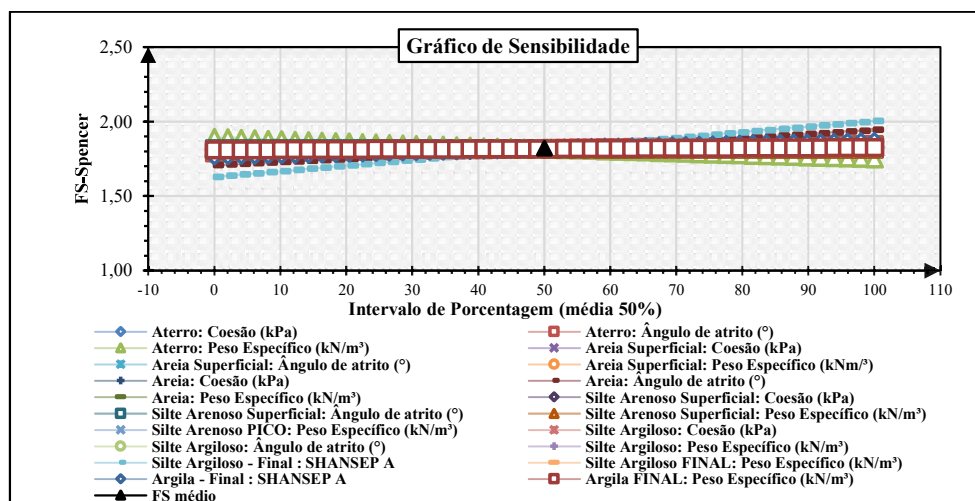 Gráfico de Sensibilidade
FS-Spencer
2,50
2,00
1,50
1,00
-10 0 10 20 30 40 50 60 70 80 90 100 110
Intervalo de Porcentagem (média 50%)
Aterro: Coesão (kPa)
Aterro: Ângulo de atrito (°)
Aterro: Peso Específico (kN/m³)
Areia Superficial: Coesão (kPa)
Areia Superficial: Ângulo de atrito (°)
Areia Superficial: Peso Específico (kNm/³)
Areia: Coesão (kPa)
Areia: Ângulo de atrito (°)
Areia: Peso Específico (kN/m³)
Silte Arenoso Superficial: Coesão (kPa)
Silte Arenoso Superficial: Ângulo de atrito (°)
Silte Arenoso Superficial: Peso Específico (kN/m³)
Silte Arenoso PICO: Peso Específico (kN/m³)
Silte Argiloso: Coesão (kPa)
Silte Argiloso: Ângulo de atrito (°)
Silte Argiloso: Peso Específico (kN/m³)
Silte Argiloso - Final : SHANSEP A
Silte Argiloso FINAL: Peso Específico (kN/m³)
Argila - Final : SHANSEP A
Argila FINAL: Peso Específico (kN/m³)
FS médio